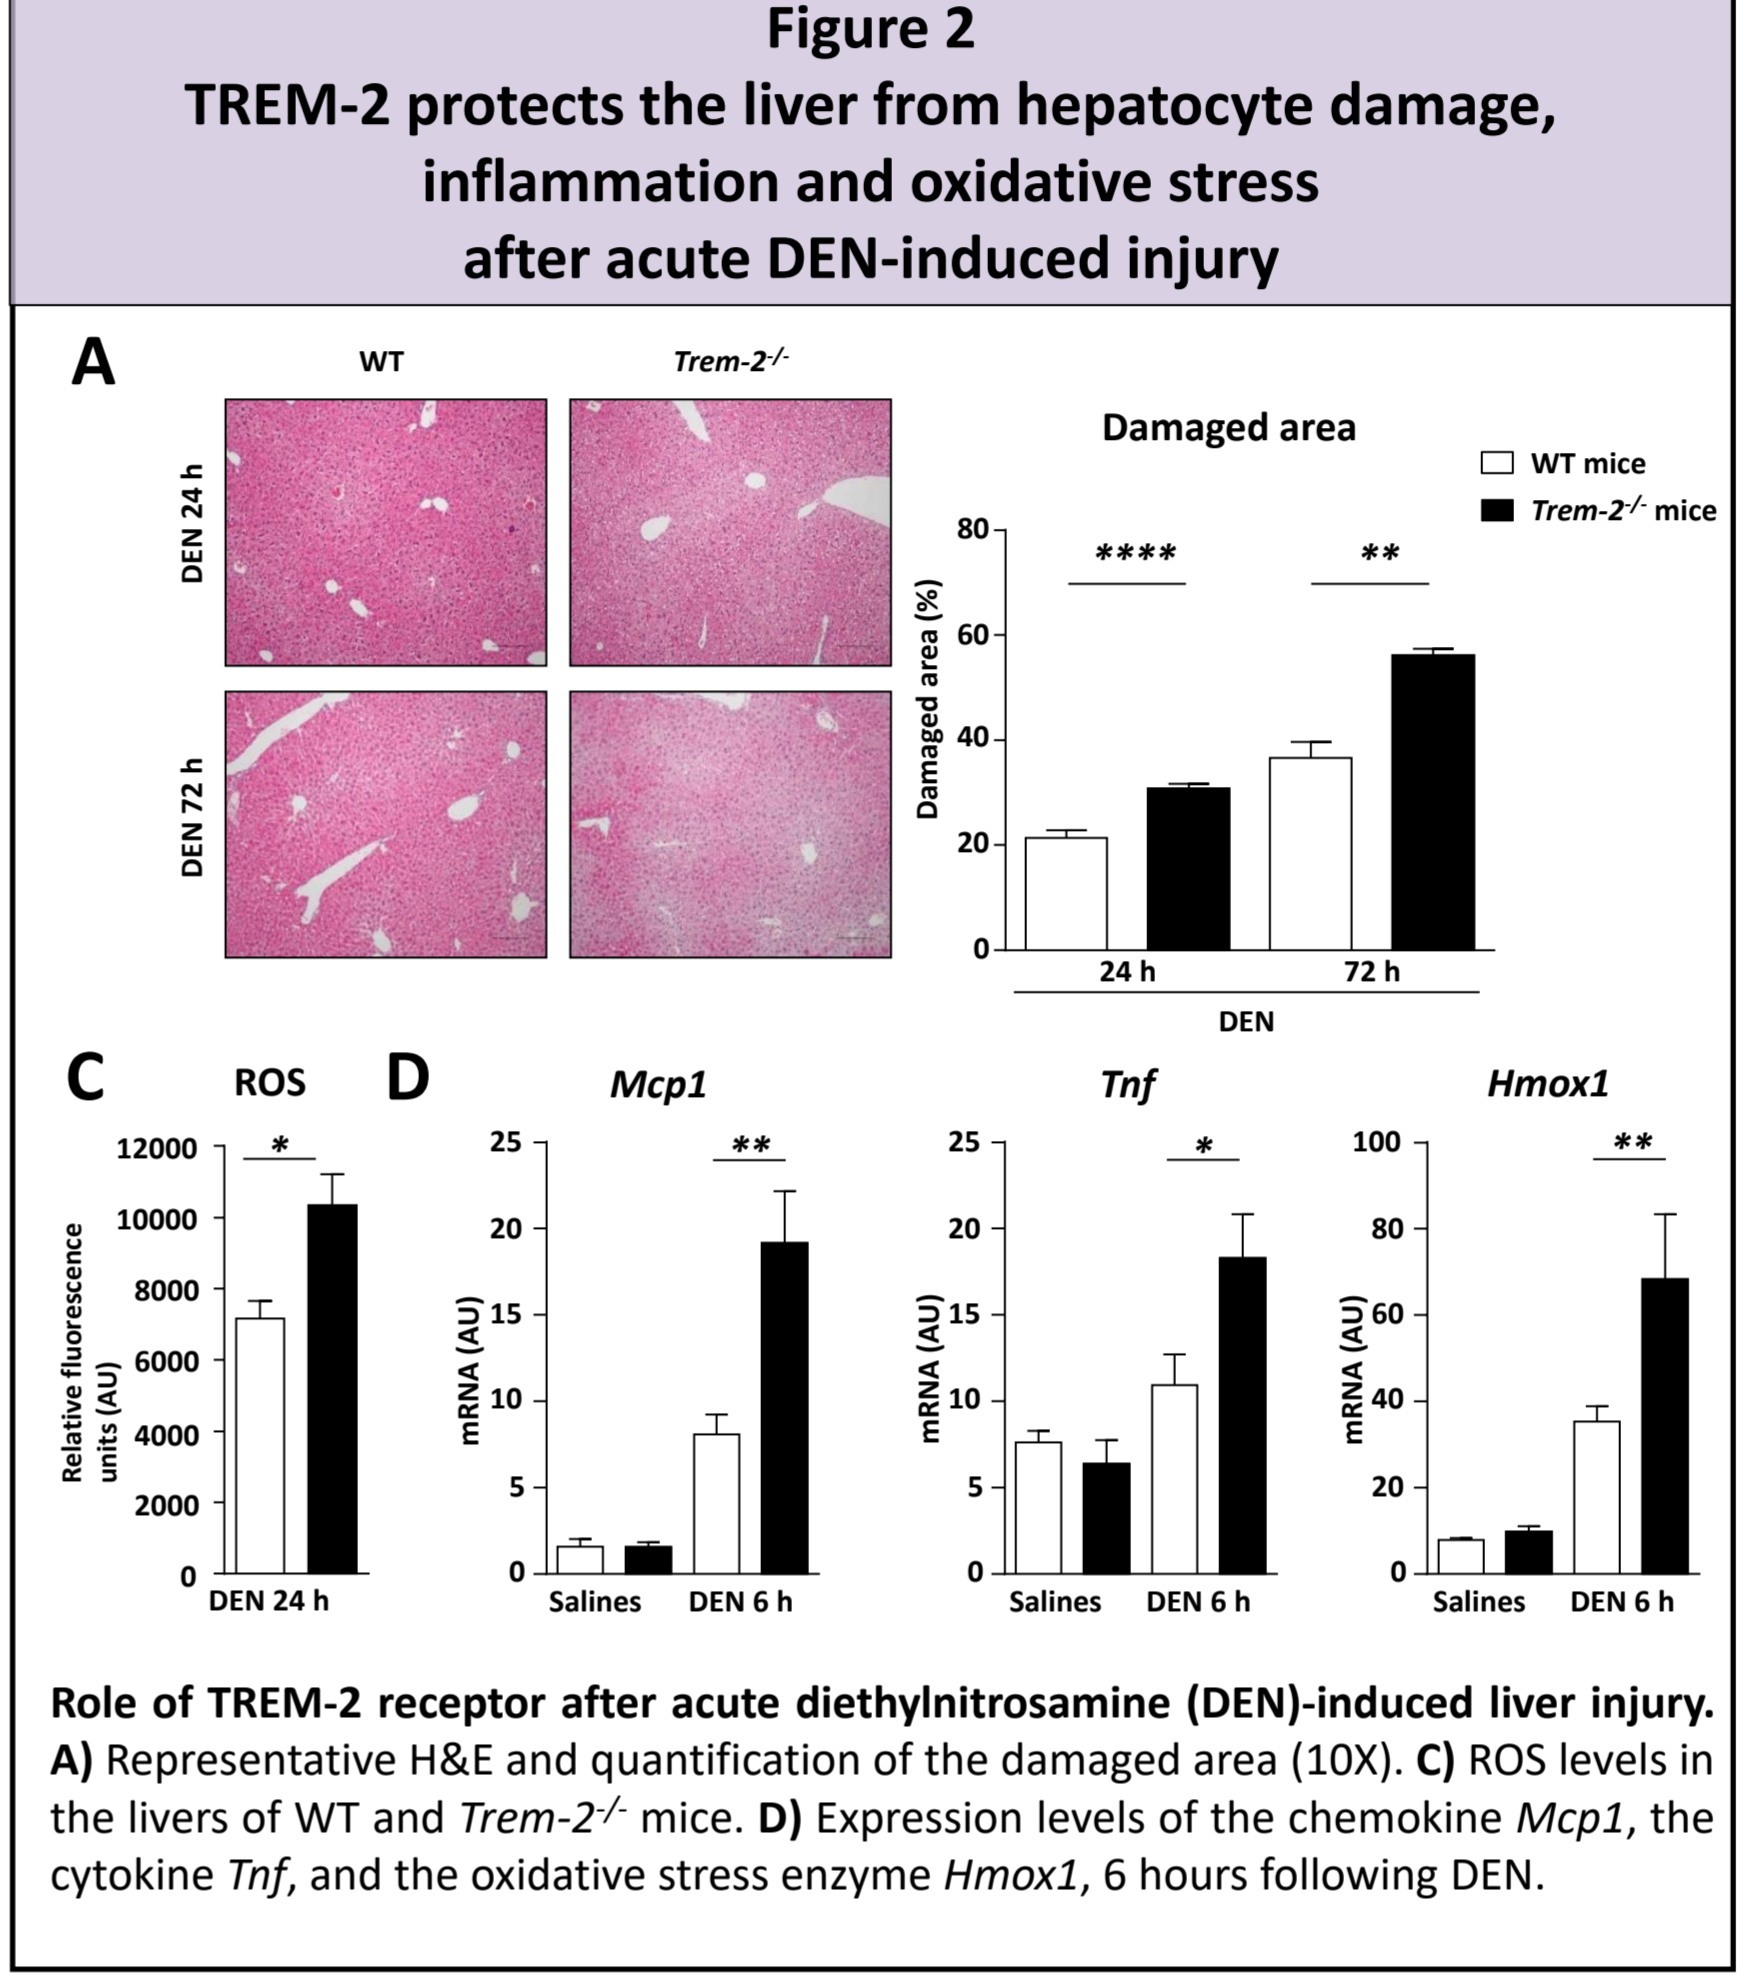 Figure 2
TREM-2 protects the liver from hepatocyte damage,
inflammation and oxidative stress
after acute DEN-induced injury
A
WT
Trem-2-/-
DEN 24 h
DEN 72 h
Damaged area
WT mice
Trem-2-/- mice
Damaged area (%)
80
60
40
20
0
****
**
24 h
72 h
DEN
C
ROS
Relative fluorescence
units (AU)
12000
10000
8000
6000
4000
2000
0
*
DEN 24 h
D
Mcp1
mRNA (AU)
25
20
15
10
5
0
**
Salines
DEN 6 h
Tnf
mRNA (AU)
25
20
15
10
5
0
*
Salines
DEN 6 h
Hmox1
mRNA (AU)
100
80
60
40
20
0
**
Salines
DEN 6 h
Role of TREM-2 receptor after acute diethylnitrosamine (DEN)-induced liver injury.
A) Representative H&E and quantification of the damaged area (10X). C) ROS levels in
the livers of WT and Trem-2-/- mice. D) Expression levels of the chemokine Mcp1, the
cytokine Tnf, and the oxidative stress enzyme Hmox1, 6 hours following DEN.